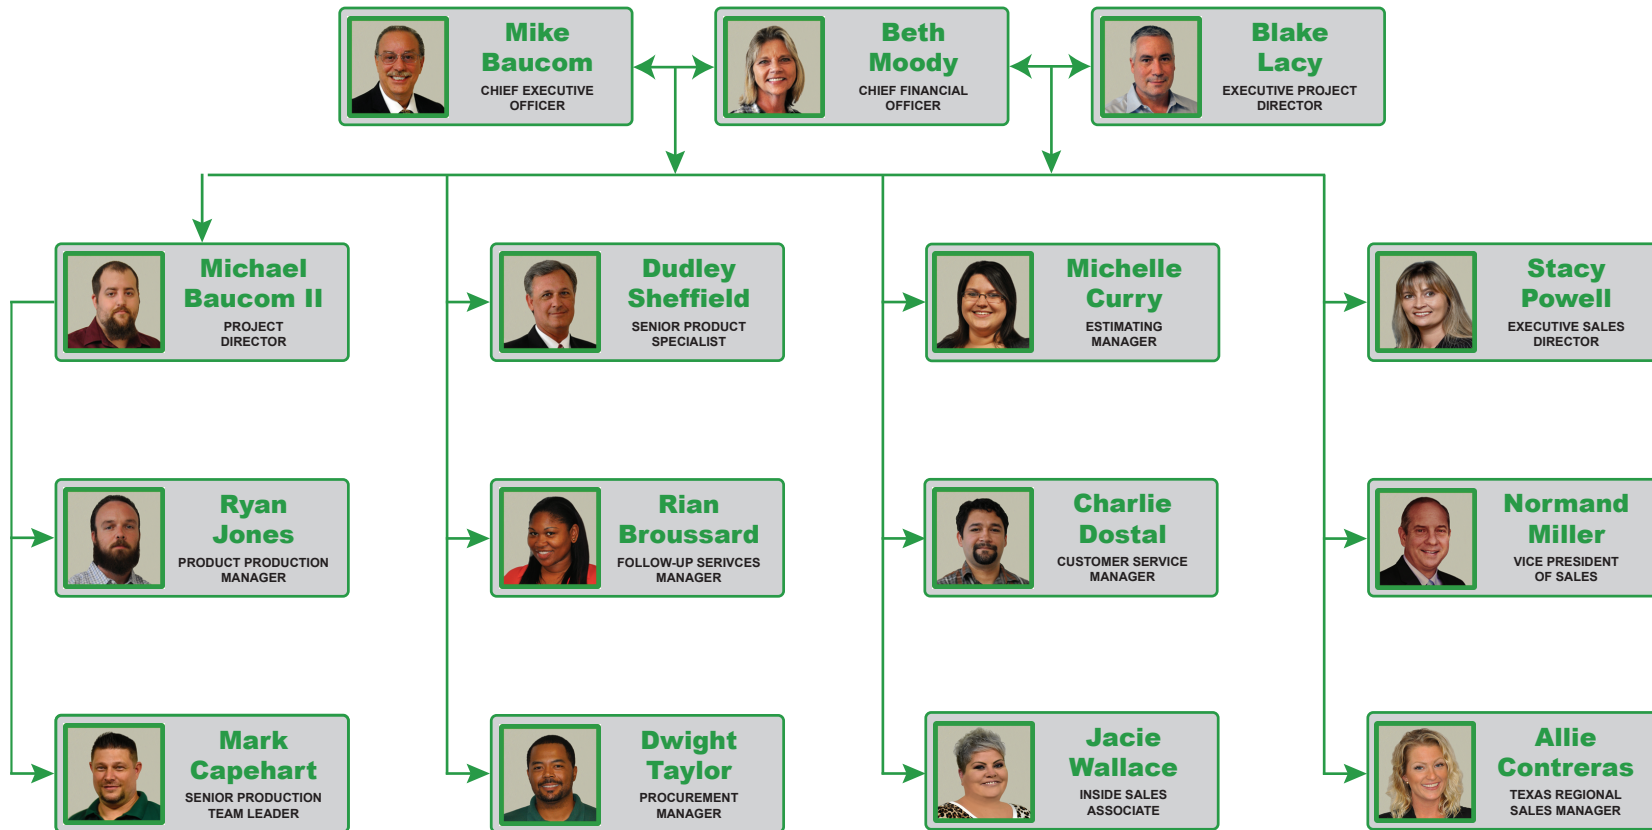 Mike
Baucom
CHIEF EXECUTIVE
OFFICER
Beth
Moody
CHIEF FINANCIAL
OFFICER
Blake
Lacy
EXECUTIVE PROJECT
DIRECTOR
Michael
Baucom II
PROJECT
DIRECTOR
Dudley
Sheffield
SENIOR PRODUCT
SPECIALIST
Michelle
Curry
ESTIMATING
MANAGER
Stacy
Powell
EXECUTIVE SALES
DIRECTOR
Ryan
Jones
PRODUCT PRODUCTION
MANAGER
Rian
Broussard
FOLLOW-UP SERIVCES
MANAGER
Charlie
Dostal
CUSTOMER SERVICE
MANAGER
Normand
Miller
VICE PRESIDENT
OF SALES
Mark
Capehart
SENIOR PRODUCTION
TEAM LEADER
Dwight
Taylor
PROCUREMENT
MANAGER
Jacie
Wallace
INSIDE SALES
ASSOCIATE
Allie
Contreras
TEXAS REGIONAL
SALES MANAGER